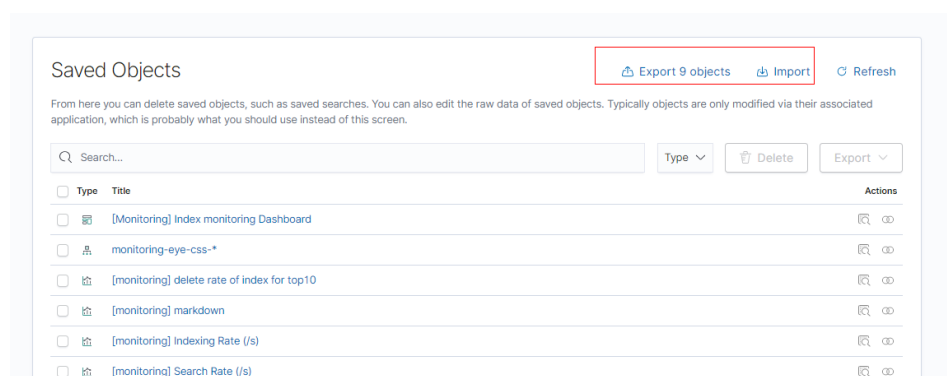 Saved Objects
Export 9 objects
Import
Refresh
From here you can delete saved objects, such as saved searches. You can also edit the raw data of saved objects. Typically objects are only modified via their associated
application, which is probably what you should use instead of this screen.
Search...
Type
Delete
Export
Type Title Actions
[Monitoring] Index monitoring Dashboard
monitoring-eye-css-*
[monitoring] delete rate of index for top10
[monitoring] markdown
[monitoring] Indexing Rate (/s)
[monitoring] Search Rate (/s)